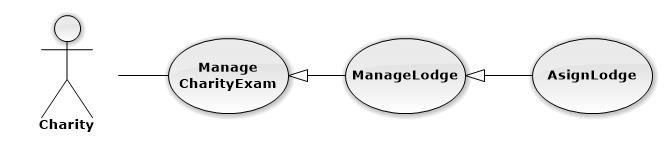 Manage
CharityExam
ManageLodge
AsignLodge
Charity